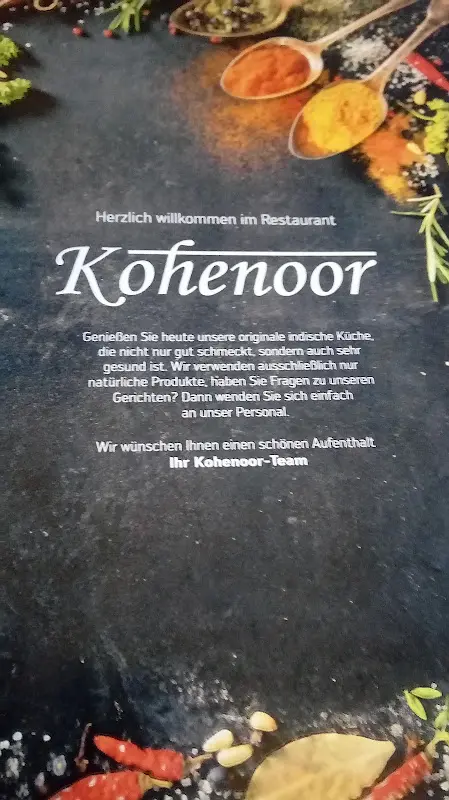 Herzlich willkommen im Restaurant
Kohenoor
Genießen Sie heute unsere originale indische Küche,
die nicht nur gut schmeckt, sondern auch sehr
gesund ist. Wir verwenden ausschließlich nur
natürliche Produkte, haben Sie Fragen zu unseren
Gerichten? Dann wenden Sie sich einfach
an unser Personal.
Wir wünschen Ihnen einen schönen Aufenthalt
Ihr Kohenoor-Team